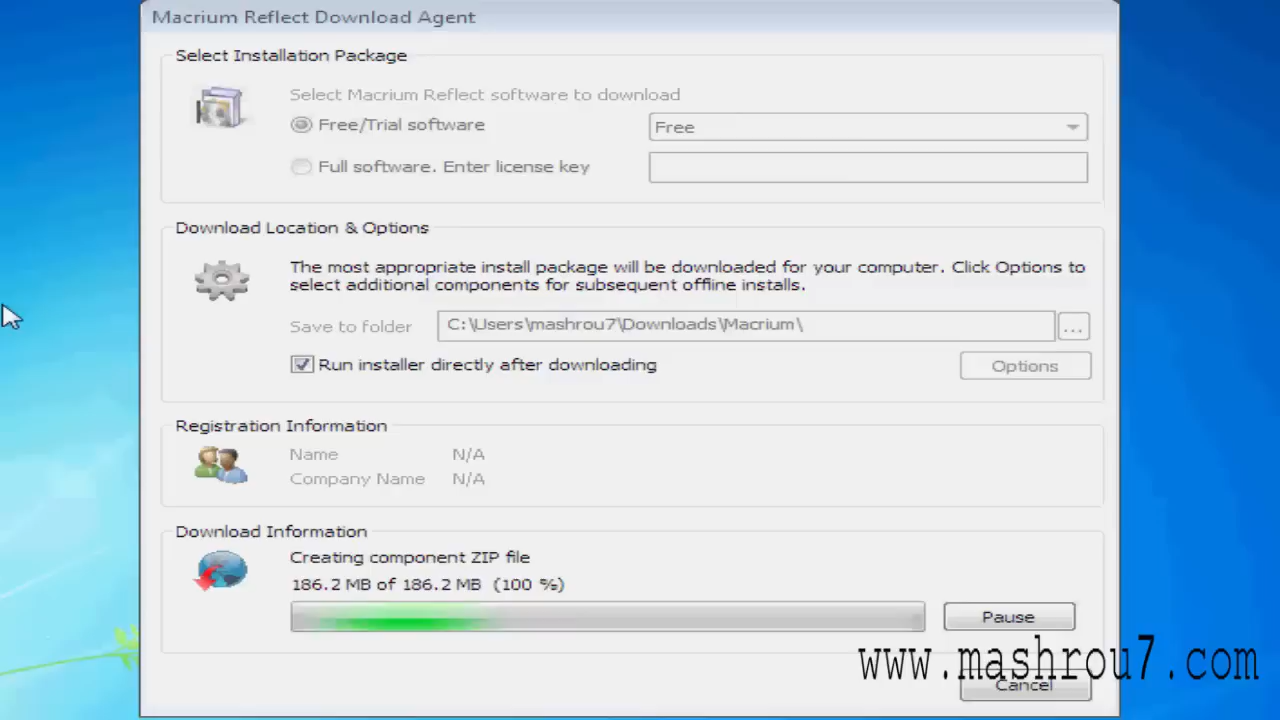 Macrium Reflect Download Agent
Select Installation Package
Select Macrium Reflect software to download
Free/Trial software
Free
Full software. Enter license key
Download Location & Options
The most appropriate install package will be downloaded for your computer. Click Options to
select additional components for subsequent offline installs.
Save to folder
C:\Users\mashrou7\Downloads\Macrium\
...
Run installer directly after downloading
Options
Registration Information
Name N/A
Company Name N/A
Download Information
Creating component ZIP file
186.2 MB of 186.2 MB (100 %)
Pause
www.mashrou7.com
Cancel